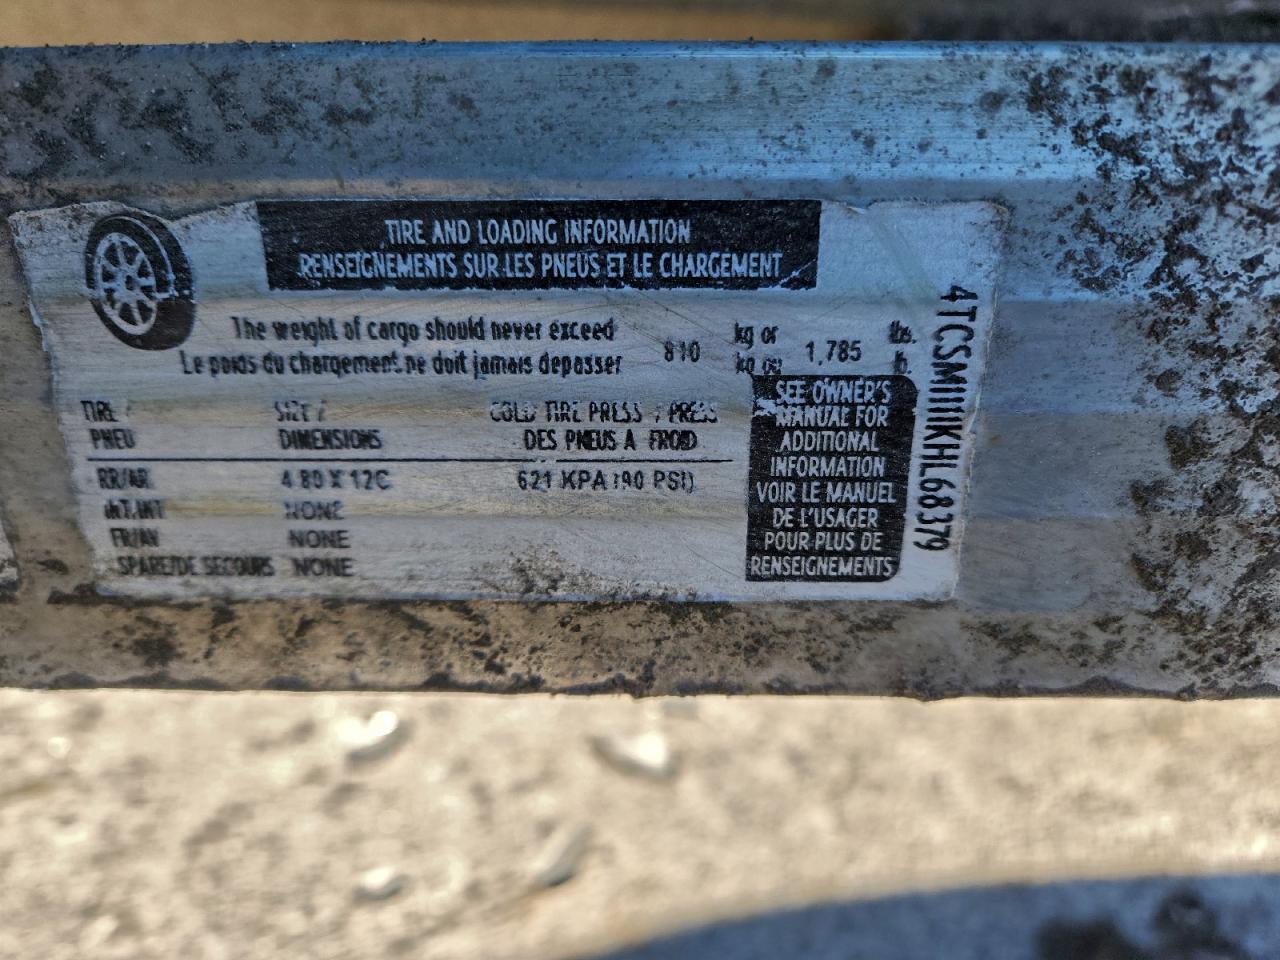 TIRE AND LOADING INFORMATION
RENSEIGNEMENTS SUR LES PNEUS ET LE CHARGEMENT
The weight of cargo should never exceed
Le poids du chargement ne doit jamais depasser
810
kg or
kg ou
1,785
lbs.
lb.
TIRE / SIZE / COLD TIRE PRESS / PRESS
PNEU DIMENSIONS DES PNEUS A FROID
RR/AR 4.80 X 12C 621 KPA (90 PSI)
INT./INT NONE
FR/AV NONE
SPARE/DE SECOURS NONE
SEE OWNER'S
MANUAL FOR
ADDITIONAL
INFORMATION
VOIR LE MANUEL
DE L'USAGER
POUR PLUS DE
RENSEIGNEMENTS